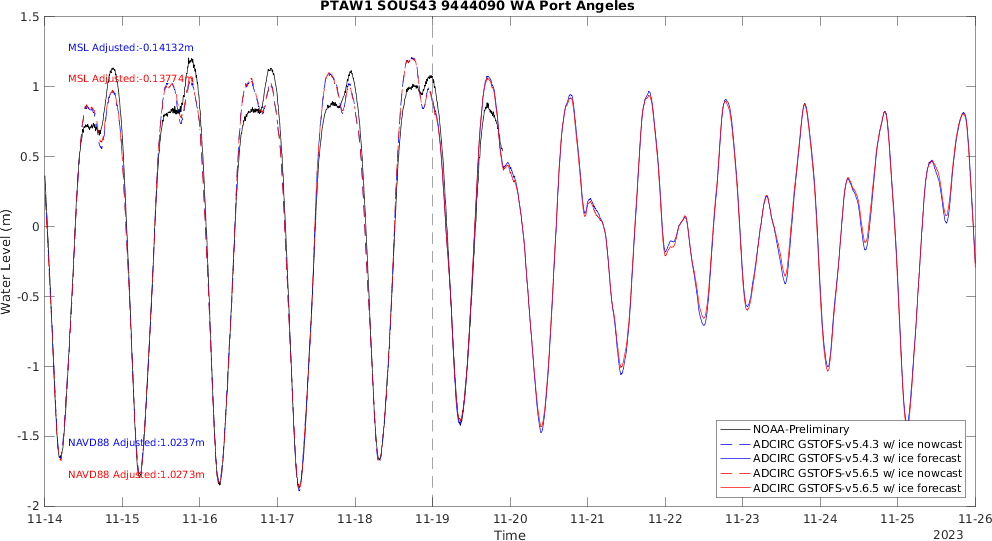 PTAW1 SOUS43 9444090 WA Port Angeles
1.5
1
0.5
0
-0.5
-1
-1.5
-2
Water Level (m)
MSL Adjusted:-0.14132m
MSL Adjusted:-0.13774m
NAVD88 Adjusted:1.0237m
NAVD88 Adjusted:1.0273m
NOAA-Preliminary
ADCIRC GSTOFS-v5.4.3 w/ ice nowcast
ADCIRC GSTOFS-v5.4.3 w/ ice forecast
ADCIRC GSTOFS-v5.6.5 w/ ice nowcast
ADCIRC GSTOFS-v5.6.5 w/ ice forecast
11-14 11-15 11-16 11-17 11-18 11-19 11-20 11-21 11-22 11-23 11-24 11-25 11-26
Time
2023